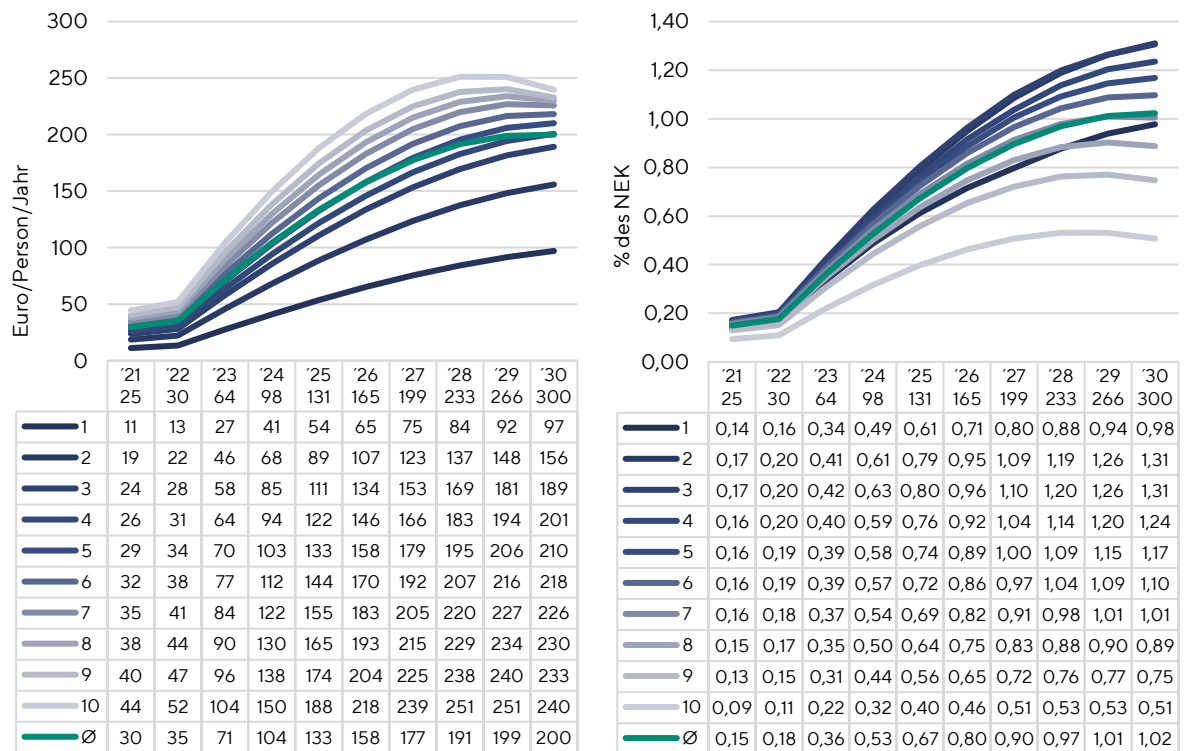 300
250
200
150
100
50
0
Euro/Person/Jahr
´21 ´22 ´23 ´24 ´25 ´26 ´27 ´28 ´29 ´30
25 30 64 98 131 165 199 233 266 300
1 11 13 27 41 54 65 75 84 92 97
2 19 22 46 68 89 107 123 137 148 156
3 24 28 58 85 111 134 153 169 181 189
4 26 31 64 94 122 146 166 183 194 201
5 29 34 70 103 133 158 179 195 206 210
6 32 38 77 112 144 170 192 207 216 218
7 35 41 84 122 155 183 205 220 227 226
8 38 44 90 130 165 193 215 229 234 230
9 40 47 96 138 174 204 225 238 240 233
10 44 52 104 150 188 218 239 251 251 240
Ø 30 35 71 104 133 158 177 191 199 200
1,40
1,20
1,00
0,80
0,60
0,40
0,20
0,00
% des NEK
´21 ´22 ´23 ´24 ´25 ´26 ´27 ´28 ´29 ´30
25 30 64 98 131 165 199 233 266 300
1 0,14 0,16 0,34 0,49 0,61 0,71 0,80 0,88 0,94 0,98
2 0,17 0,20 0,41 0,61 0,79 0,95 1,09 1,19 1,26 1,31
3 0,17 0,20 0,42 0,63 0,80 0,96 1,10 1,20 1,26 1,31
4 0,16 0,20 0,40 0,59 0,76 0,92 1,04 1,14 1,20 1,24
5 0,16 0,19 0,39 0,58 0,74 0,89 1,00 1,09 1,15 1,17
6 0,16 0,19 0,39 0,57 0,72 0,86 0,97 1,04 1,09 1,10
7 0,16 0,18 0,37 0,54 0,69 0,82 0,91 0,98 1,01 1,01
8 0,15 0,17 0,35 0,50 0,64 0,75 0,83 0,88 0,90 0,89
9 0,13 0,15 0,31 0,44 0,56 0,65 0,72 0,76 0,77 0,75
10 0,09 0,11 0,22 0,32 0,40 0,46 0,51 0,53 0,53 0,51
Ø 0,15 0,18 0,36 0,53 0,67 0,80 0,90 0,97 1,01 1,02